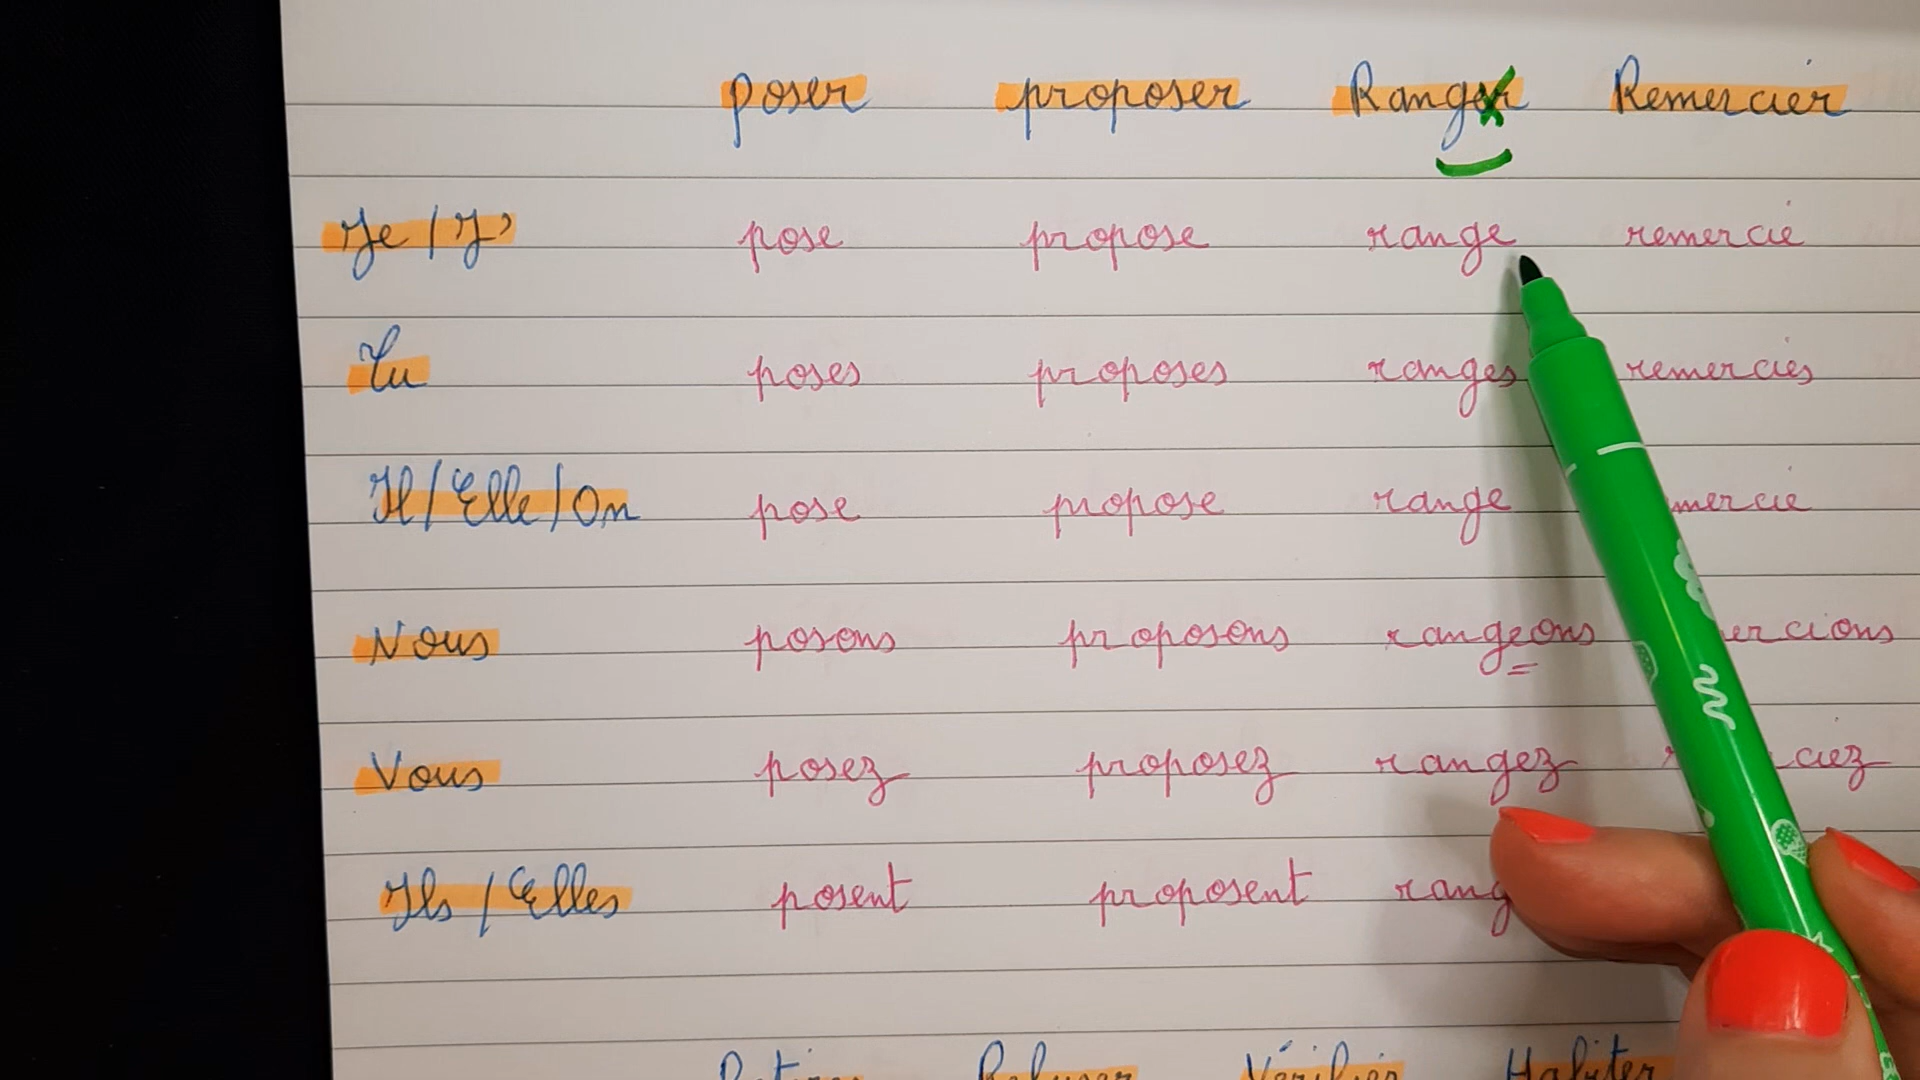 poser proposer Ranger Remercier
Je / J' pose propose range remercie
Tu poses proposes ranges remercies
Il / Elle / On pose propose range
Nous posons proposons rangeons
Vous posez proposez rangez
Ils / Elles posent proposent
Habiter